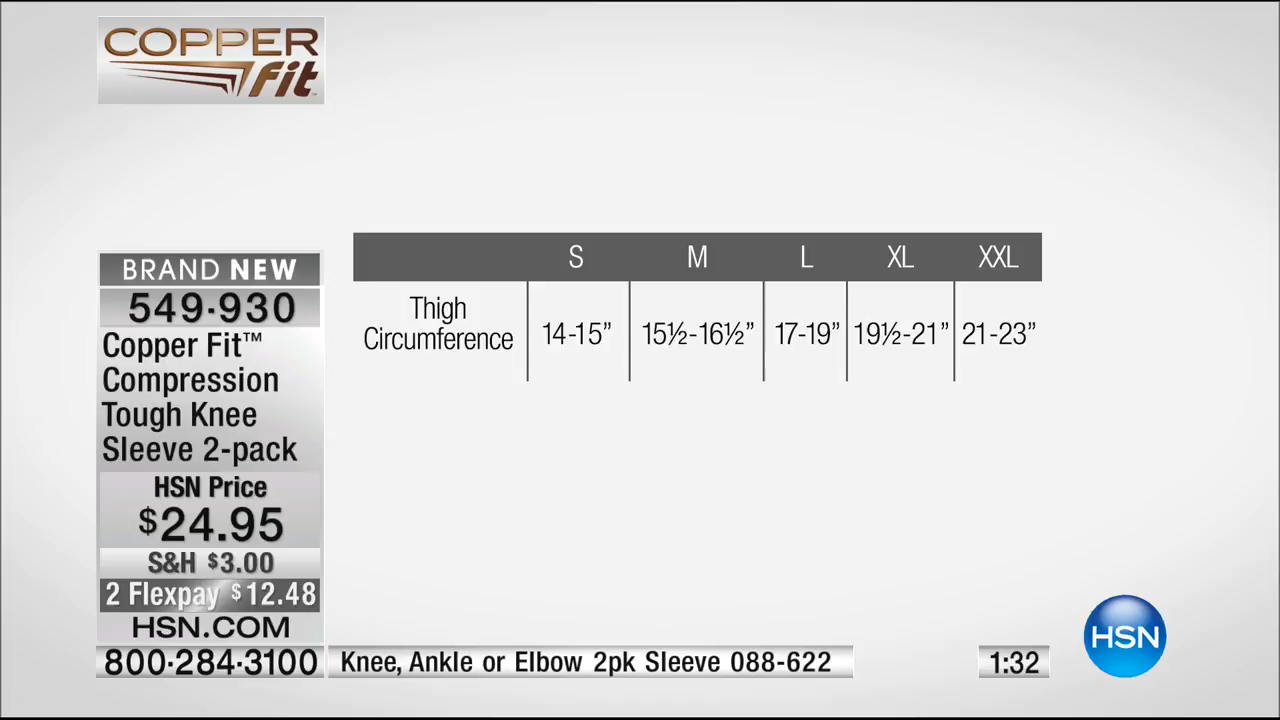 COPPER
fit™
BRAND NEW
549·930
Copper Fit™
Compression
Tough Knee
Sleeve 2-pack
HSN Price
$24.95
S&H $3.00
2 Flexpay $12.48
HSN.COM
800·284·3100
S M L XL XXL
Thigh
Circumference
14-15” 15½-16½” 17-19” 19½-21” 21-23”
Knee, Ankle or Elbow 2pk Sleeve 088-622
1:32
HSN